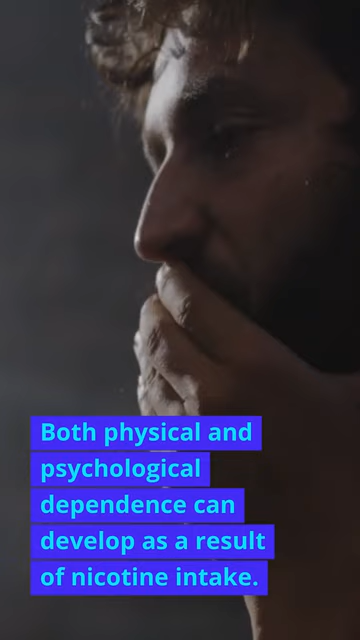 Both physical and
psychological
dependence can
develop as a result
of nicotine intake.